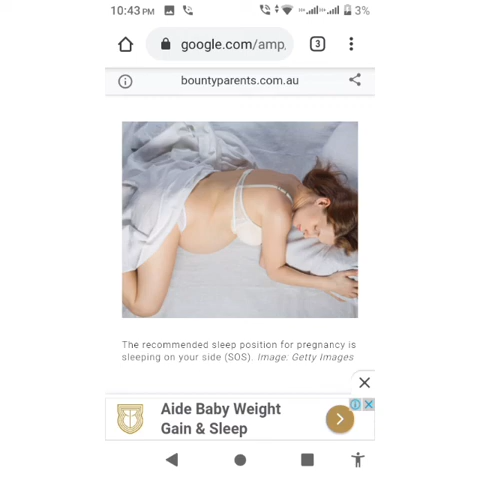 10:43 PM 3%
google.com/amp 3
bountyparents.com.au
The recommended sleep position for pregnancy is
sleeping on your side (SOS). Image: Getty Images
Aide Baby Weight
Gain & Sleep